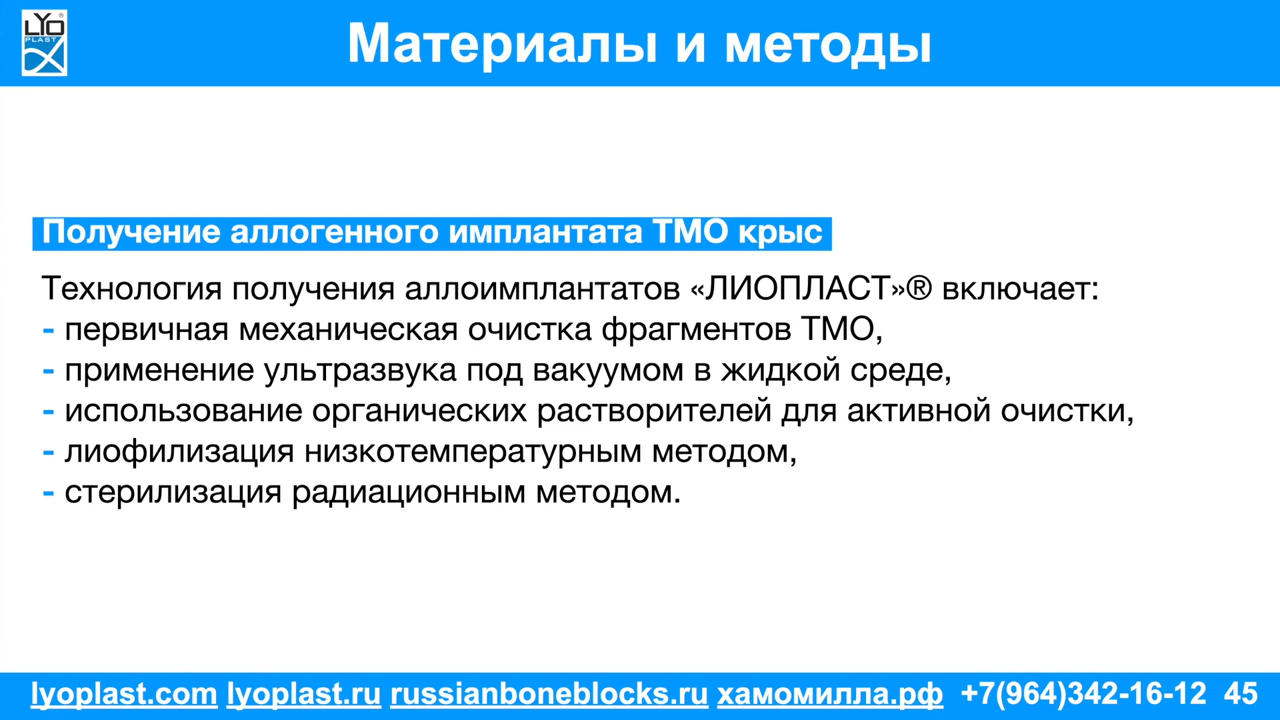 LYO®
PLAST
Материалы и методы
Получение аллогенного имплантата ТМО крыс
Технология получения аллоимплантатов «ЛИОПЛАСТ»® включает:
- первичная механическая очистка фрагментов ТМО,
- применение ультразвука под вакуумом в жидкой среде,
- использование органических растворителей для активной очистки,
- лиофилизация низкотемпературным методом,
- стерилизация радиационным методом.
lyoplast.com lyoplast.ru russianboneblocks.ru хамомилла.рф +7(964)342-16-12 45